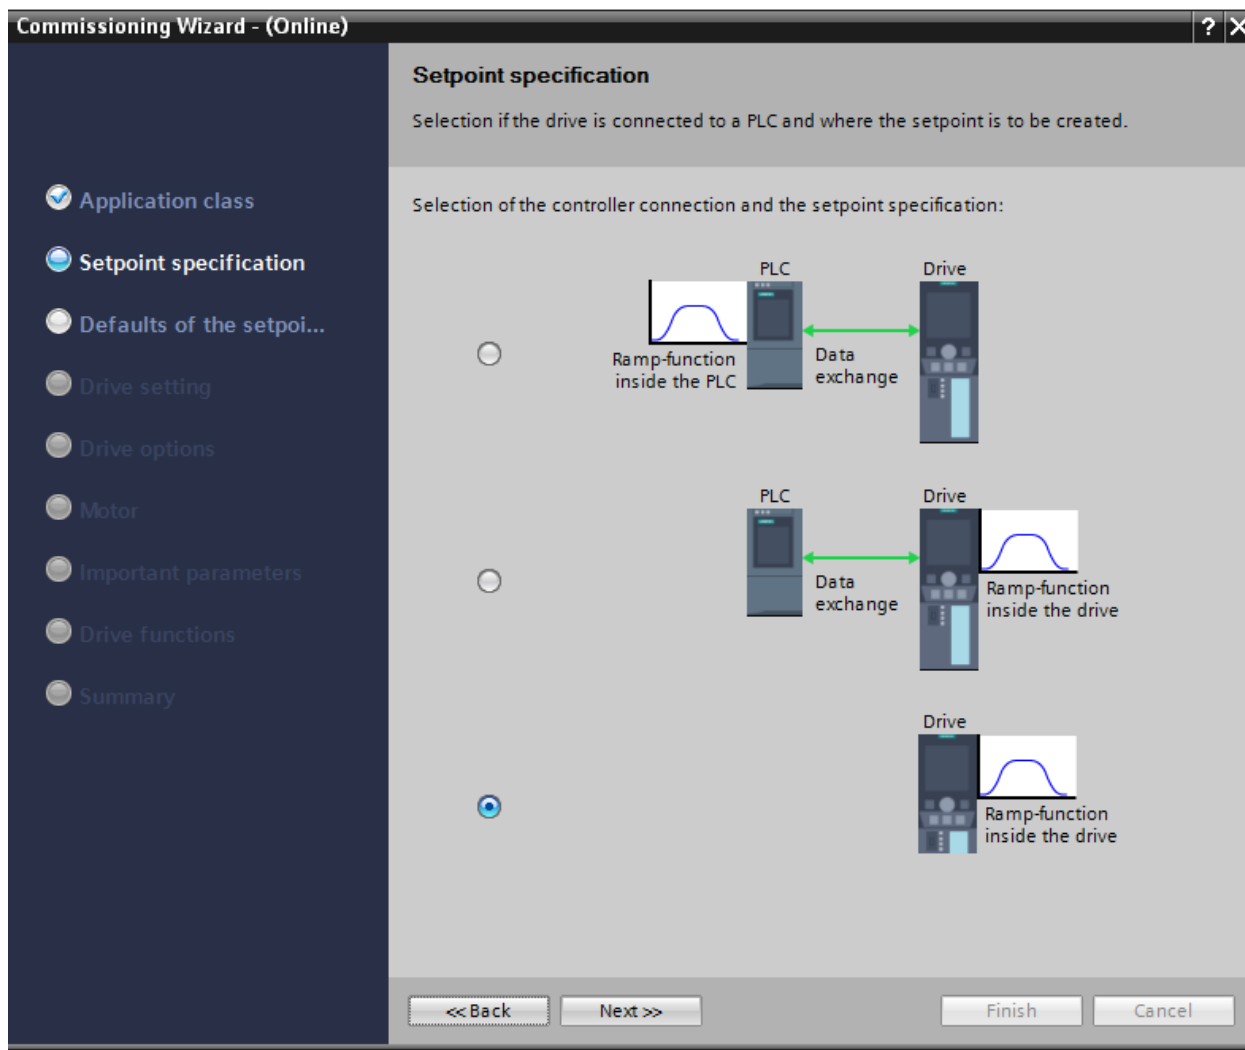 Commissioning Wizard - (Online)
? X
Setpoint specification
Selection if the drive is connected to a PLC and where the setpoint is to be created.
Application class
Setpoint specification
Defaults of the setpoi...
Drive setting
Drive options
Motor
Important parameters
Drive functions
Summary
Selection of the controller connection and the setpoint specification:
PLC
Drive
Ramp-function
inside the PLC
Data
exchange
PLC
Drive
Data
exchange
Ramp-function
inside the drive
Drive
Ramp-function
inside the drive
<< Back
Next >>
Finish
Cancel